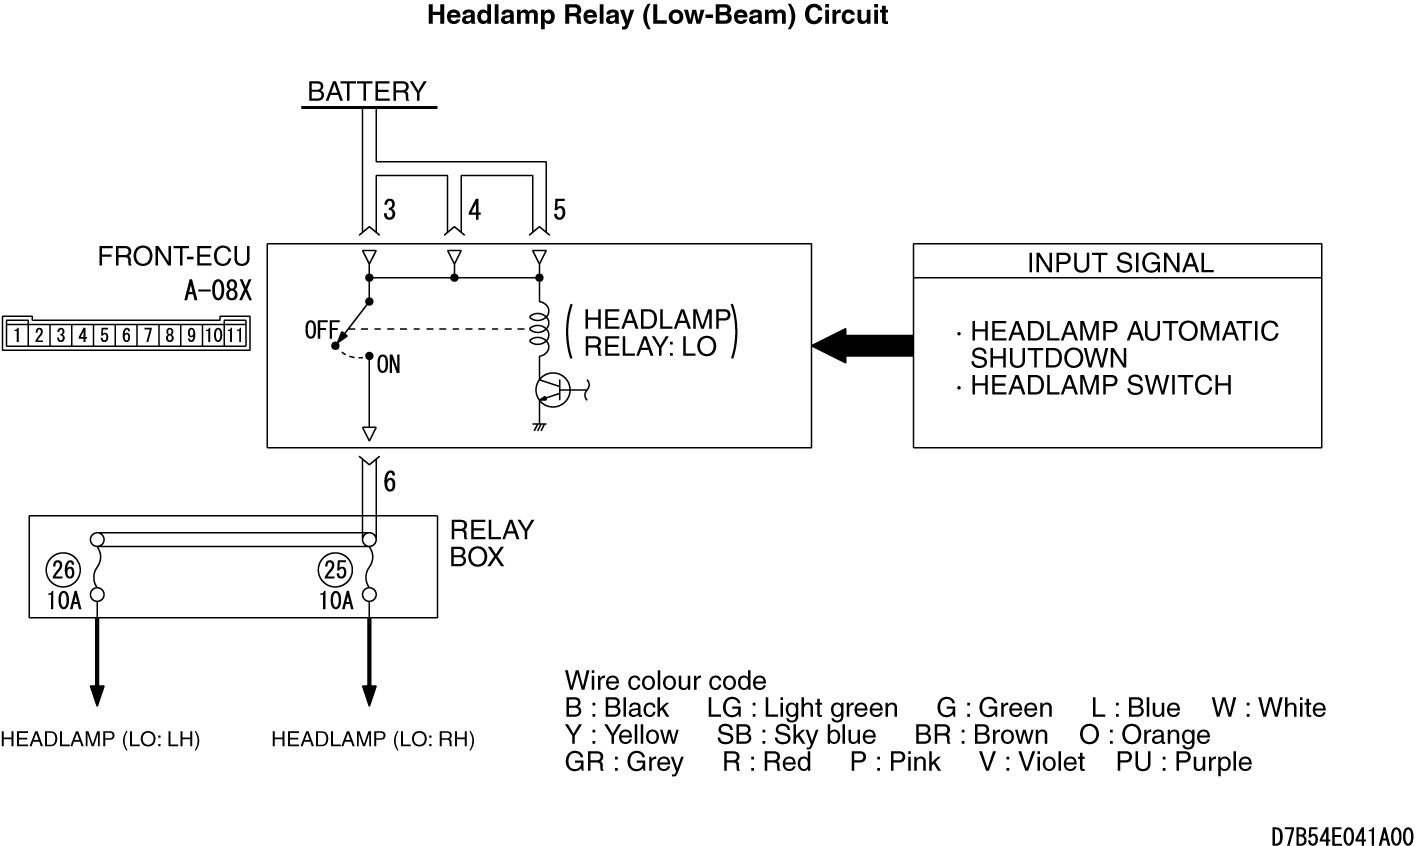 Headlamp Relay (Low-Beam) Circuit
BATTERY
3 4 5
FRONT-ECU
A-08X
1 2 3 4 5 6 7 8 9 10 11
OFF
ON
(HEADLAMP
RELAY: LO)
INPUT SIGNAL
· HEADLAMP AUTOMATIC
SHUTDOWN
· HEADLAMP SWITCH
6
RELAY
BOX
26
10A
25
10A
HEADLAMP (LO: LH)
HEADLAMP (LO: RH)
Wire colour code
B : Black LG : Light green G : Green L : Blue W : White
Y : Yellow SB : Sky blue BR : Brown O : Orange
GR : Grey R : Red P : Pink V : Violet PU : Purple
D7B54E041A00